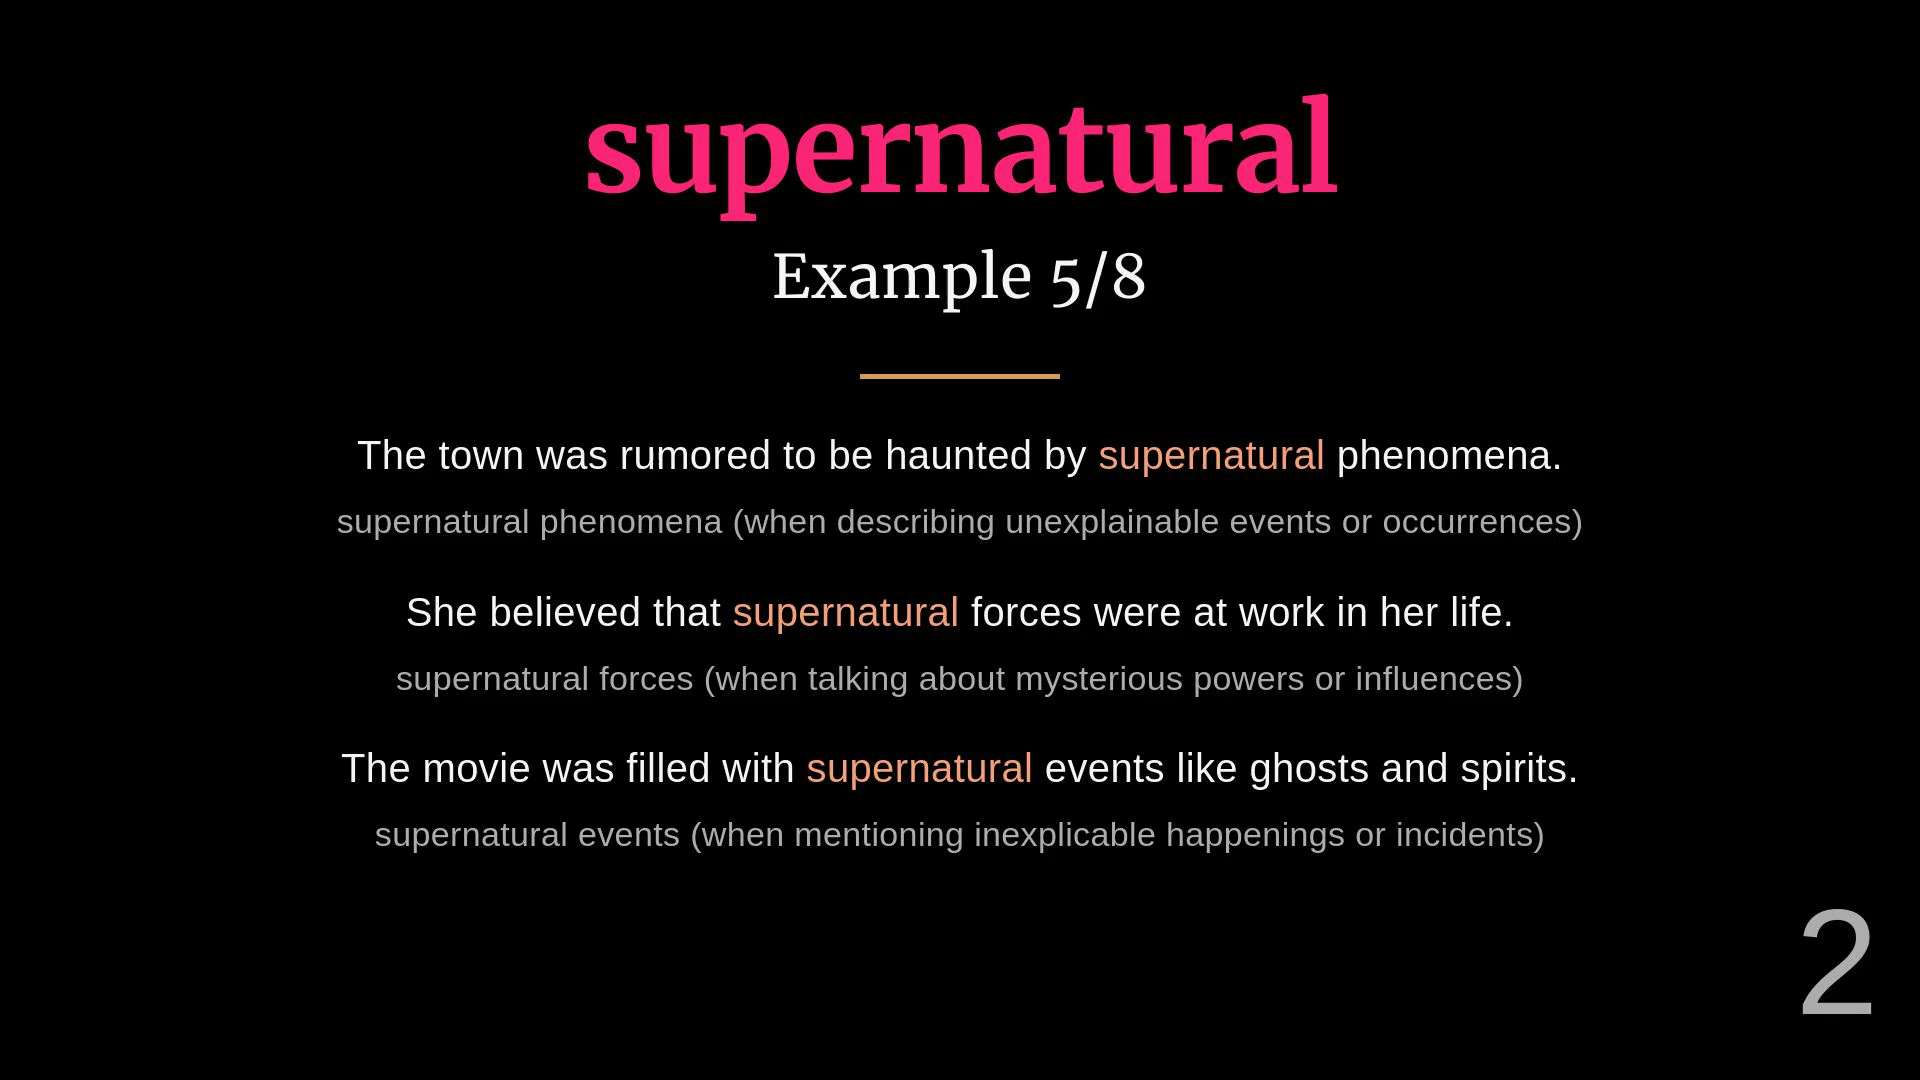 supernatural
Example 5/8
The town was rumored to be haunted by supernatural phenomena.
supernatural phenomena (when describing unexplainable events or occurrences)
She believed that supernatural forces were at work in her life.
supernatural forces (when talking about mysterious powers or influences)
The movie was filled with supernatural events like ghosts and spirits.
supernatural events (when mentioning inexplicable happenings or incidents)
2